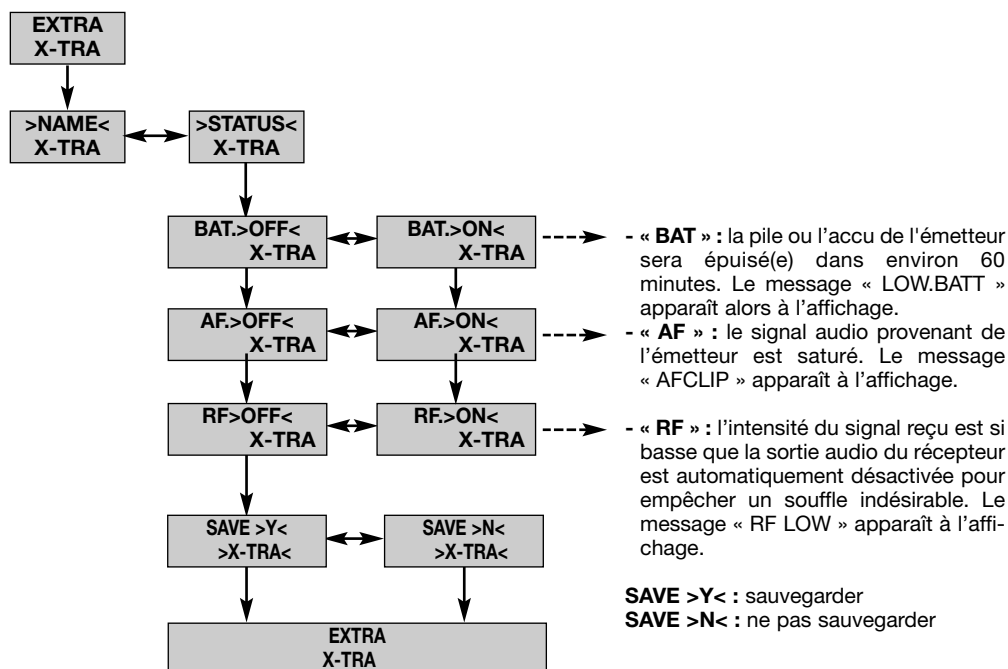 EXTRA
X-TRA
>NAME<
X-TRA
>STATUS<
X-TRA
BAT.>OFF<
X-TRA
BAT.>ON<
X-TRA
- « BAT » : la pile ou l'accu de l'émetteur
sera épuisé(e) dans environ 60
minutes. Le message « LOW.BATT »
apparaît alors à l'affichage.
AF.>OFF<
X-TRA
AF.>ON<
X-TRA
- « AF » : le signal audio provenant de
l'émetteur est saturé. Le message
« AFCLIP » apparaît à l'affichage.
RF>OFF<
X-TRA
RF.>ON<
X-TRA
- « RF » : l'intensité du signal reçu est si
basse que la sortie audio du récepteur
est automatiquement désactivée pour
empêcher un souffle indésirable. Le
message « RF LOW » apparaît à l'affi-
chage.
SAVE >Y<
>X-TRA<
SAVE >N<
>X-TRA<
SAVE >Y< : sauvegarder
SAVE >N< : ne pas sauvegarder
EXTRA
X-TRA